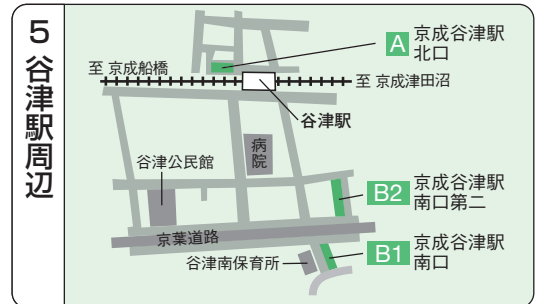 5 谷津駅周辺
A 京成谷津駅
北口
至 京成船橋
至 京成津田沼
谷津駅
病院
谷津公民館
B2 京成谷津駅
南口第二
京葉道路
B1 京成谷津駅
南口
谷津南保育所